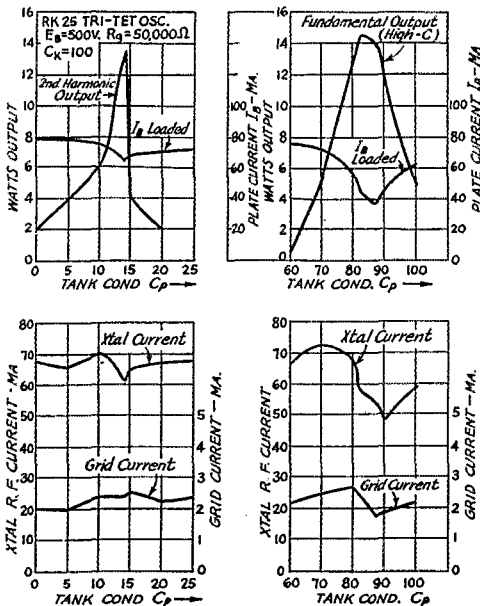 RK 25 TRI-TET OSC.
EB=500V. Rg=50,000Ω
CK=100
2nd Harmonic
Output
IB Loaded
WATTS OUTPUT
16
14
12
10
8
6
4
2
0 5 10 15 20 25
TANK COND CP
100
80
60
40
20
PLATE CURRENT IB-MA.
Fundamental Output
(High-C)
IB
Loaded
WATTS OUTPUT
16
14
12
10
8
6
4
2
60 70 80 90 100
TANK COND. CP
100
80
60
40
20
PLATE CURRENT IB-MA.
Xtal Current
Grid Current
XTAL R.F. CURRENT-MA
80
70
60
50
40
30
20
10
0 5 10 15 20 25
TANK COND CP
5
4
3
2
1
0
GRID CURRENT-MA.
Xtal Current
Grid Current
XTAL R.F. CURRENT
80
70
60
50
40
30
20
10
60 70 80 90 100
TANK COND CP
5
4
3
2
1
0
GRID CURRENT-MA.